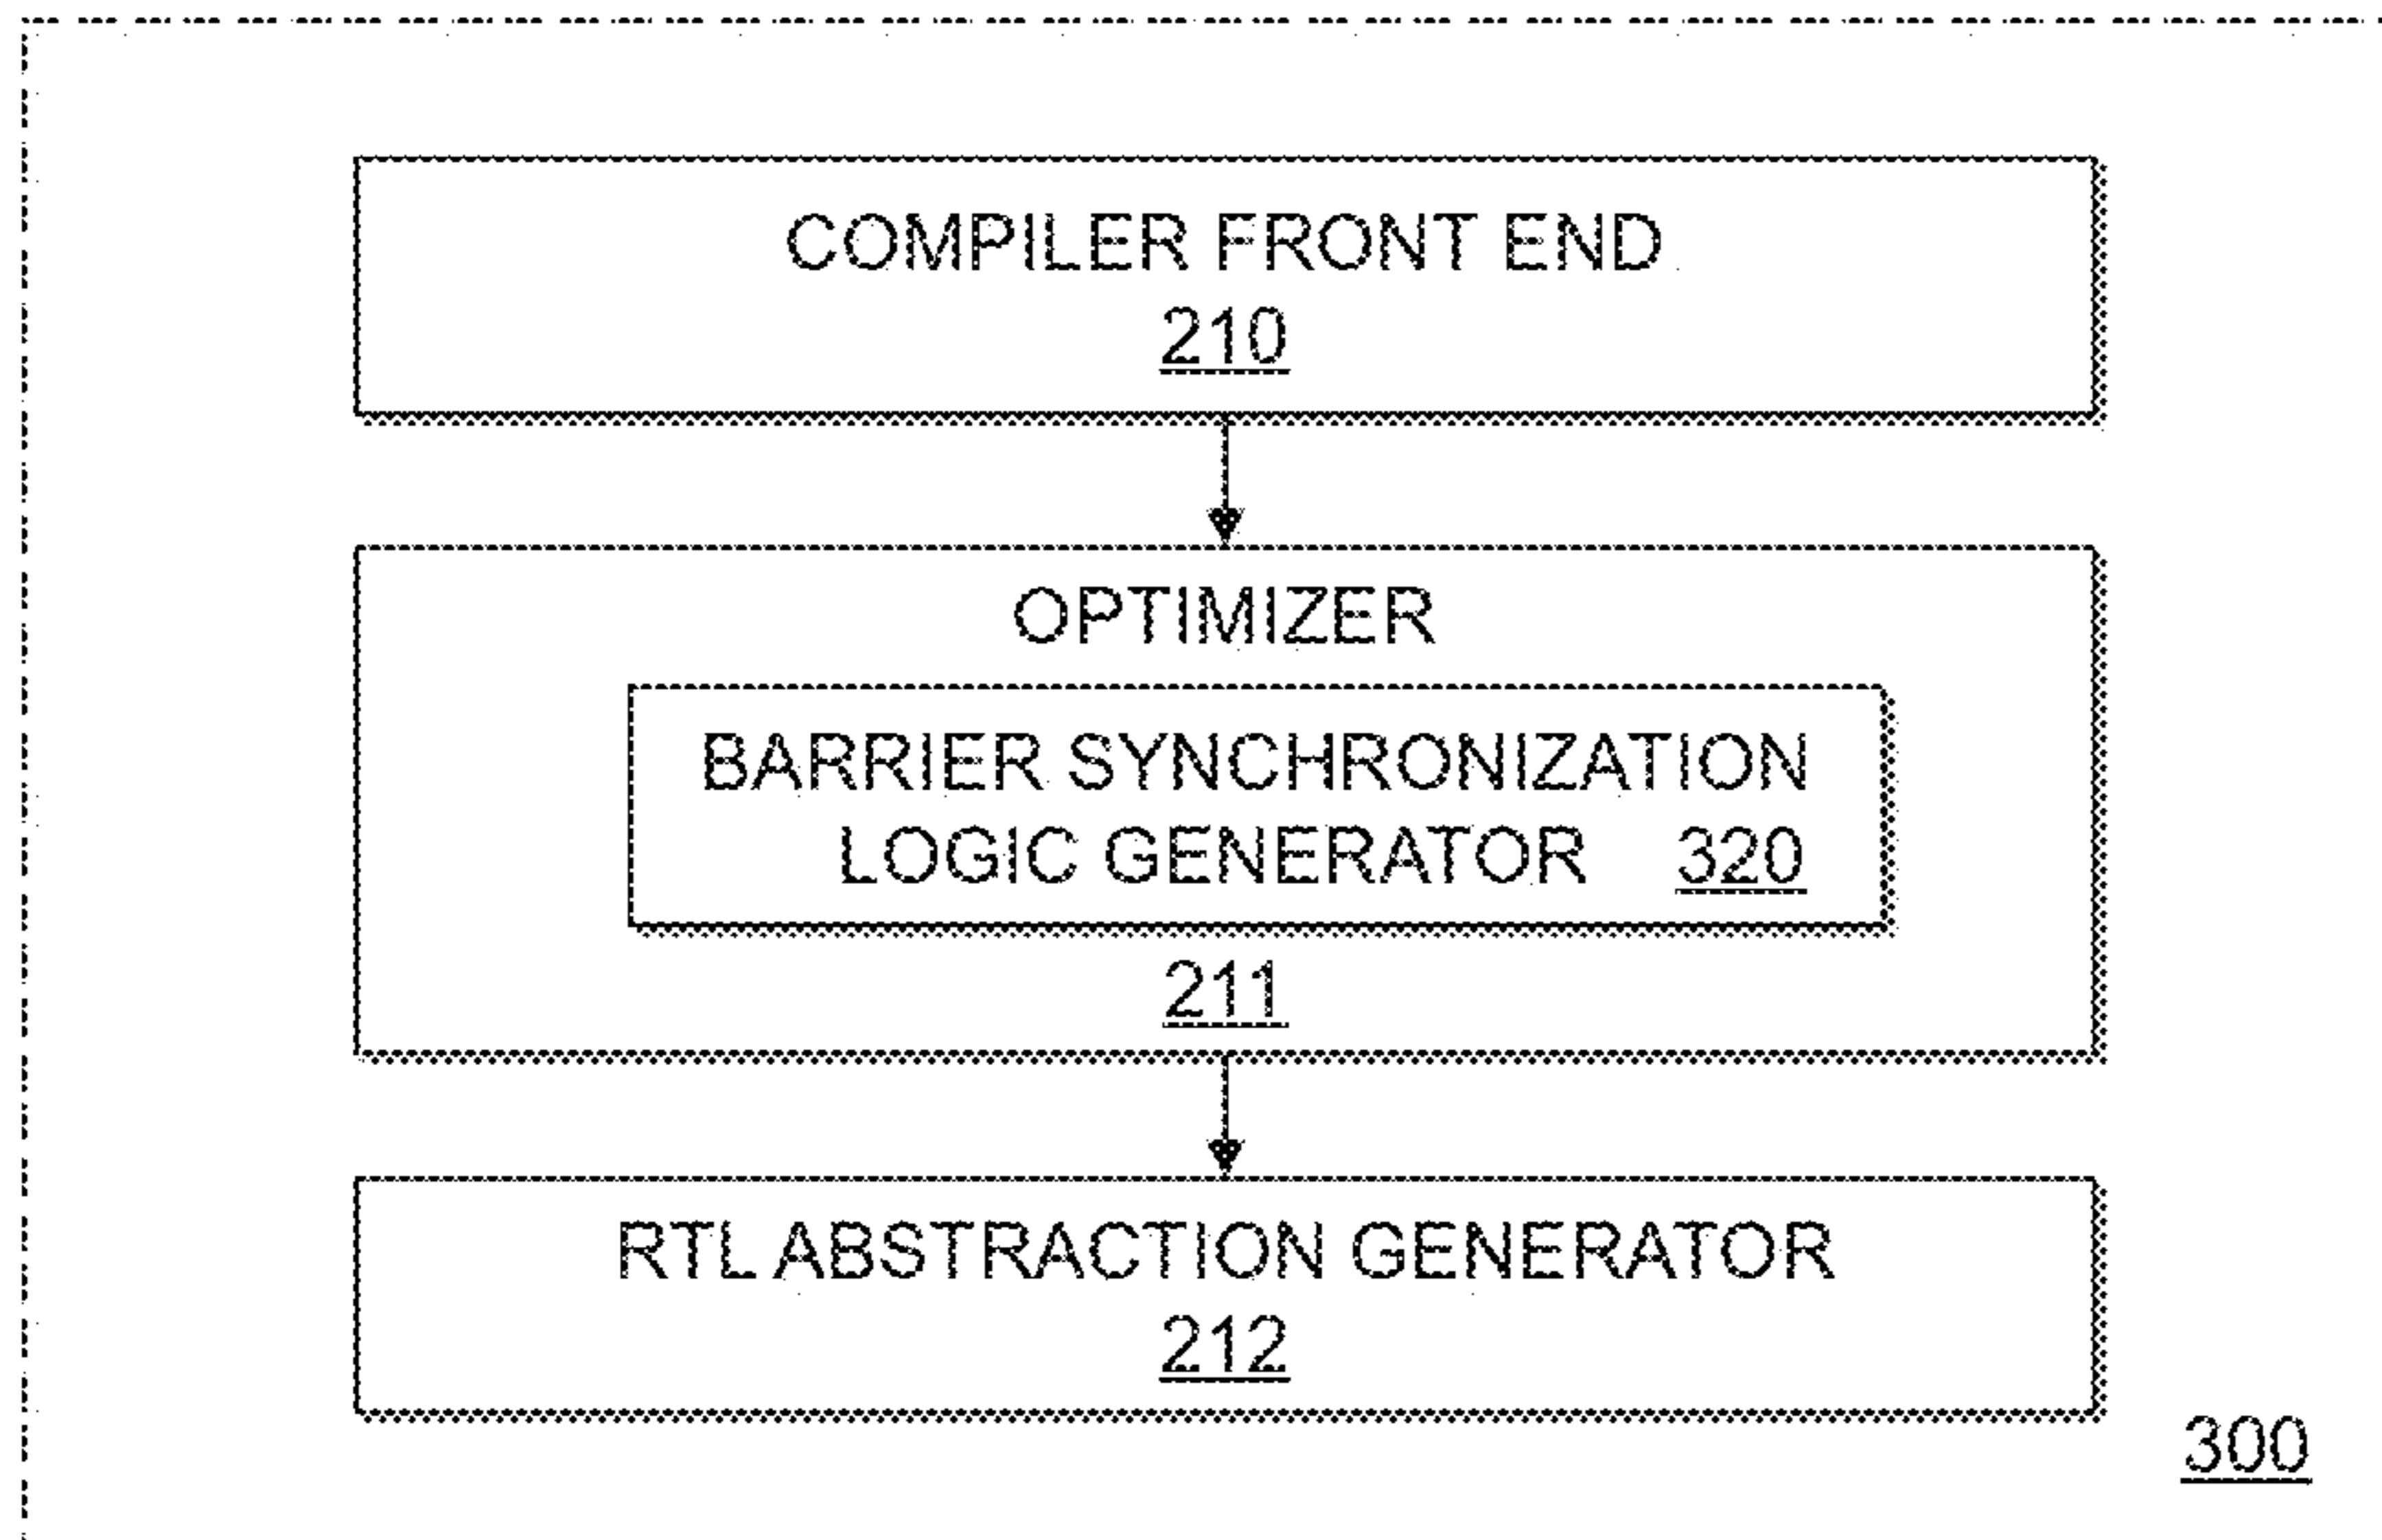 COMPILER FRONT END
210
OPTIMIZER
BARRIER SYNCHRONIZATION
LOGIC GENERATOR 320
211
RTL ABSTRACTION GENERATOR
212
300